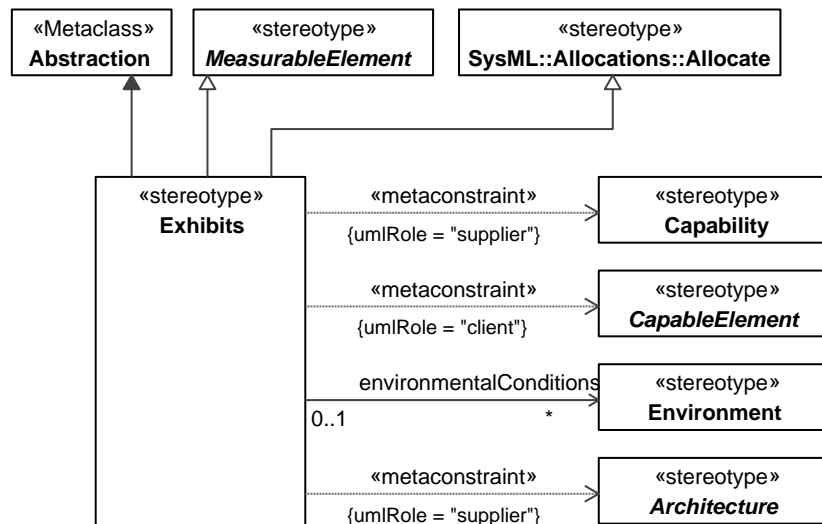 «Metaclass»
Abstraction
«stereotype»
MeasurableElement
«stereotype»
SysML::Allocations::Allocate
«stereotype»
Exhibits
«metaconstraint»
{umlRole = "supplier"}
«stereotype»
Capability
«metaconstraint»
{umlRole = "client"}
«stereotype»
CapableElement
environmentalConditions
0..1
*
«stereotype»
Environment
«metaconstraint»
{umlRole = "supplier"}
«stereotype»
Architecture